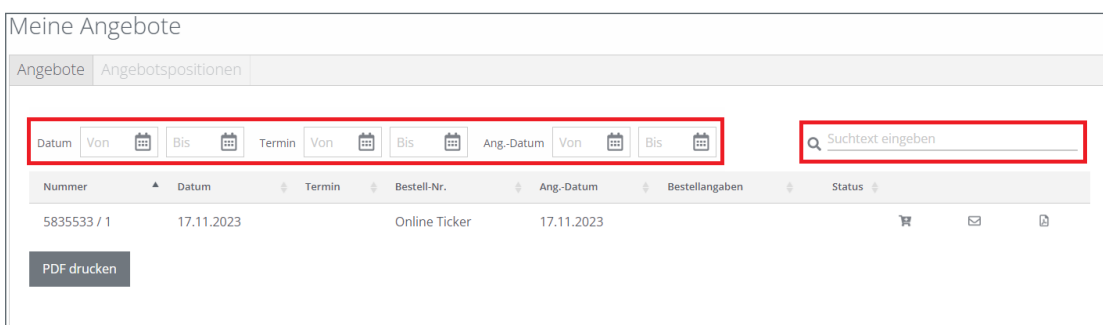 Meine Angebote
Angebote Angebotspositionen
Datum Von Bis Termin Von Bis Ang.-Datum Von Bis Suchtext eingeben
Nummer Datum Termin Bestell-Nr. Ang.-Datum Bestellangaben Status
5835533 / 1 17.11.2023 Online Ticker 17.11.2023
PDF drucken